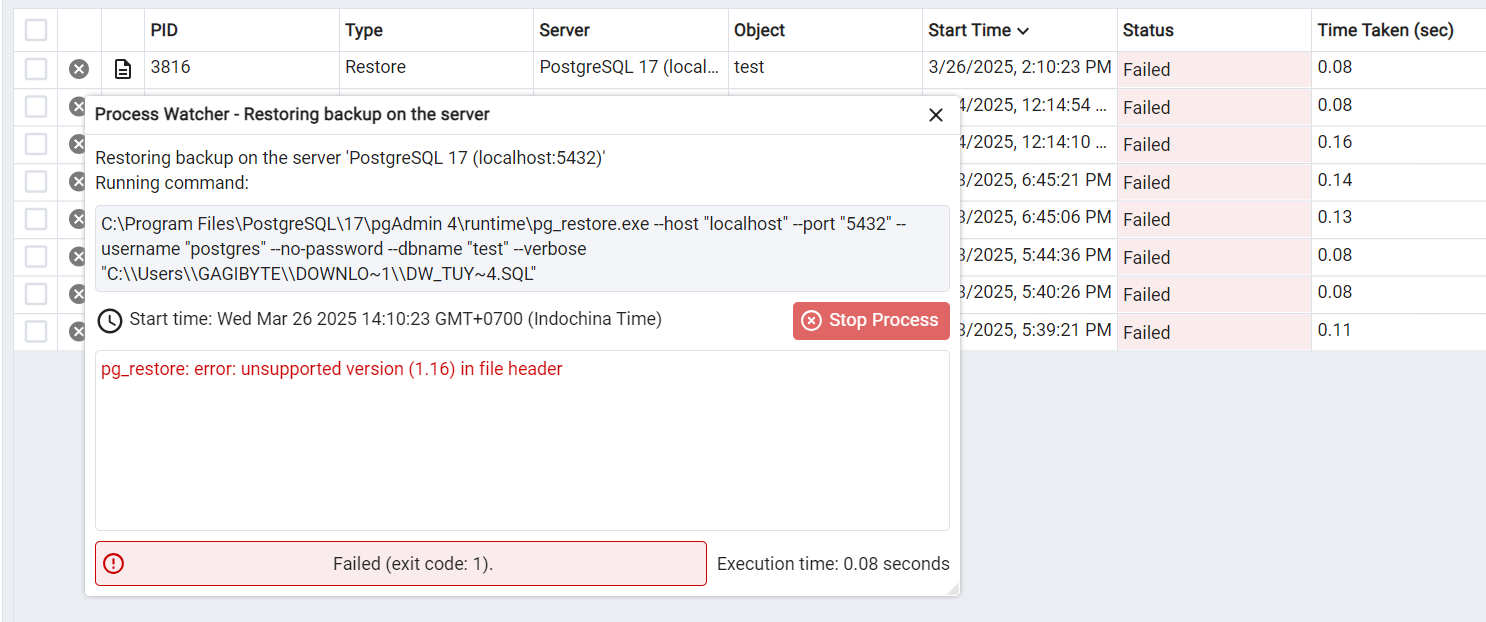 PID Type Server Object Start Time Status Time Taken (sec)
3816 Restore PostgreSQL 17 (local... test 3/26/2025, 2:10:23 PM Failed 0.08
4/2025, 12:14:54 ... Failed 0.08
4/2025, 12:14:10 ... Failed 0.16
3/2025, 6:45:21 PM Failed 0.14
3/2025, 6:45:06 PM Failed 0.13
3/2025, 5:44:36 PM Failed 0.08
3/2025, 5:40:26 PM Failed 0.08
3/2025, 5:39:21 PM Failed 0.11
Process Watcher - Restoring backup on the server
Restoring backup on the server 'PostgreSQL 17 (localhost:5432)'
Running command:
C:\Program Files\PostgreSQL\17\pgAdmin 4\runtime\pg_restore.exe --host "localhost" --port "5432" --
username "postgres" --no-password --dbname "test" --verbose
"C:\\Users\\GAGIBYTE\\DOWNLO~1\\DW_TUY~4.SQL"
Start time: Wed Mar 26 2025 14:10:23 GMT+0700 (Indochina Time)
Stop Process
pg_restore: error: unsupported version (1.16) in file header
Failed (exit code: 1).
Execution time: 0.08 seconds